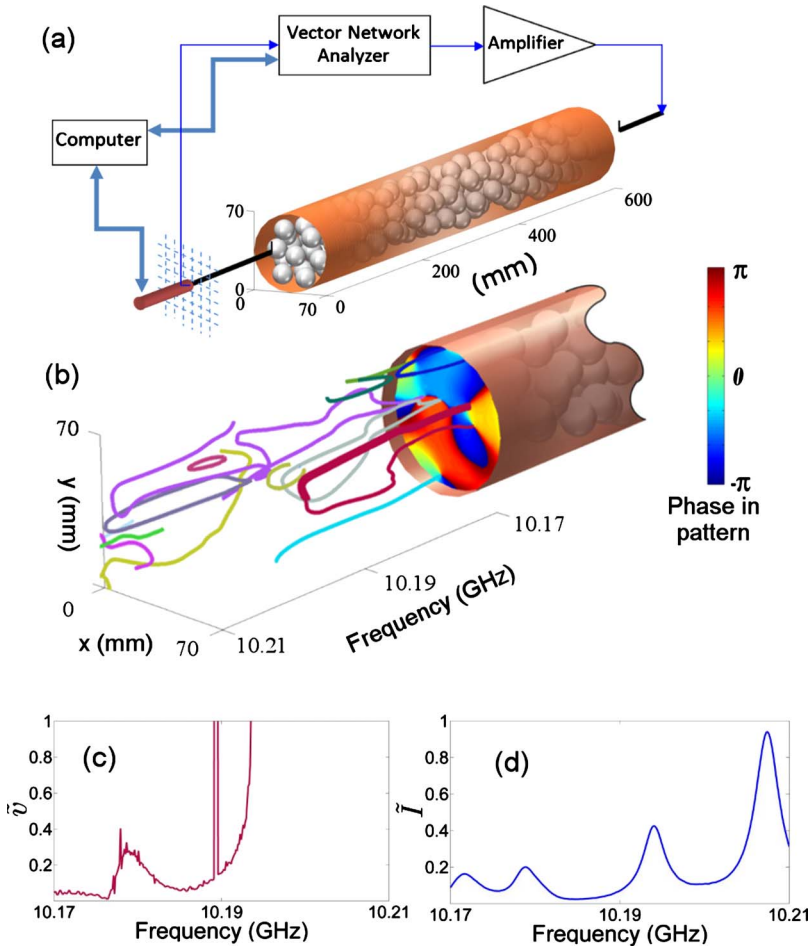 (a)
Vector Network
Analyzer
Amplifier
Computer
70
0
0
70
0
200
400
600
(mm)
(b)
70
y (mm)
0
x (mm)
70
10.21
10.19
10.17
Frequency (GHz)
π
0
-π
Phase in
pattern
(c)
1
0.8
0.6
0.4
0.2
ṽ
10.17
10.19
10.21
Frequency (GHz)
(d)
1
0.8
0.6
0.4
0.2
Ĩ
10.17
10.19
10.21
Frequency (GHz)